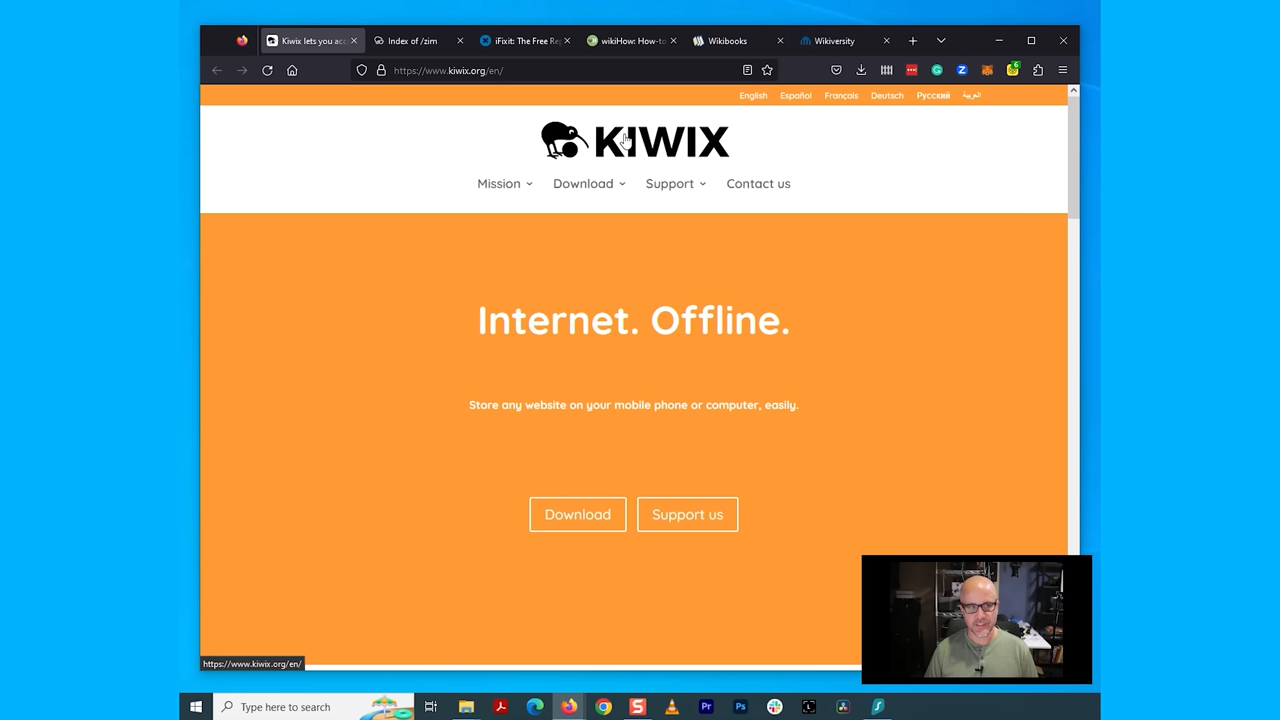 Kiwix lets you acc
Index of /zim
iFixit: The Free Re
wikiHow: How-to
Wikibooks
Wikiversity
https://www.kiwix.org/en/
6
English Español Français Deutsch Русский العربية
KIWIX
Mission Download Support Contact us
Internet. Offline.
Store any website on your mobile phone or computer, easily.
Download Support us
https://www.kiwix.org/en/
Type here to search
Pr Ps